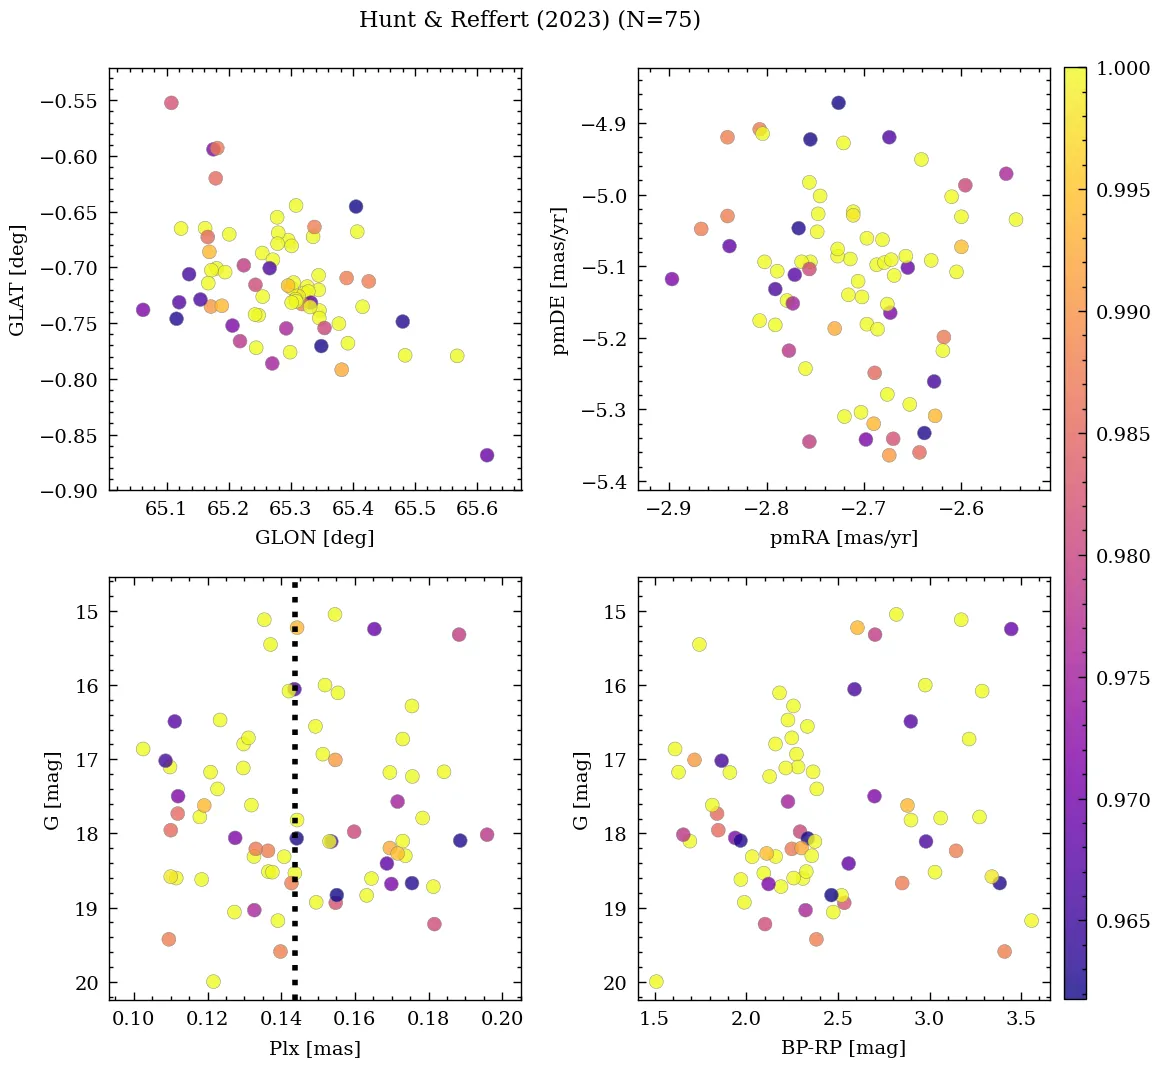 Hunt & Reffert (2023) (N=75)
−0.55
−0.60
−0.65
−0.70
−0.75
−0.80
−0.85
−0.90
GLAT [deg]
65.1 65.2 65.3 65.4 65.5 65.6
GLON [deg]
−4.9
−5.0
−5.1
−5.2
−5.3
−5.4
pmDE [mas/yr]
−2.9 −2.8 −2.7 −2.6
pmRA [mas/yr]
15
16
17
18
19
20
G [mag]
0.10 0.12 0.14 0.16 0.18 0.20
Plx [mas]
15
16
17
18
19
20
G [mag]
1.5 2.0 2.5 3.0 3.5
BP-RP [mag]
1.000
0.995
0.990
0.985
0.980
0.975
0.970
0.965